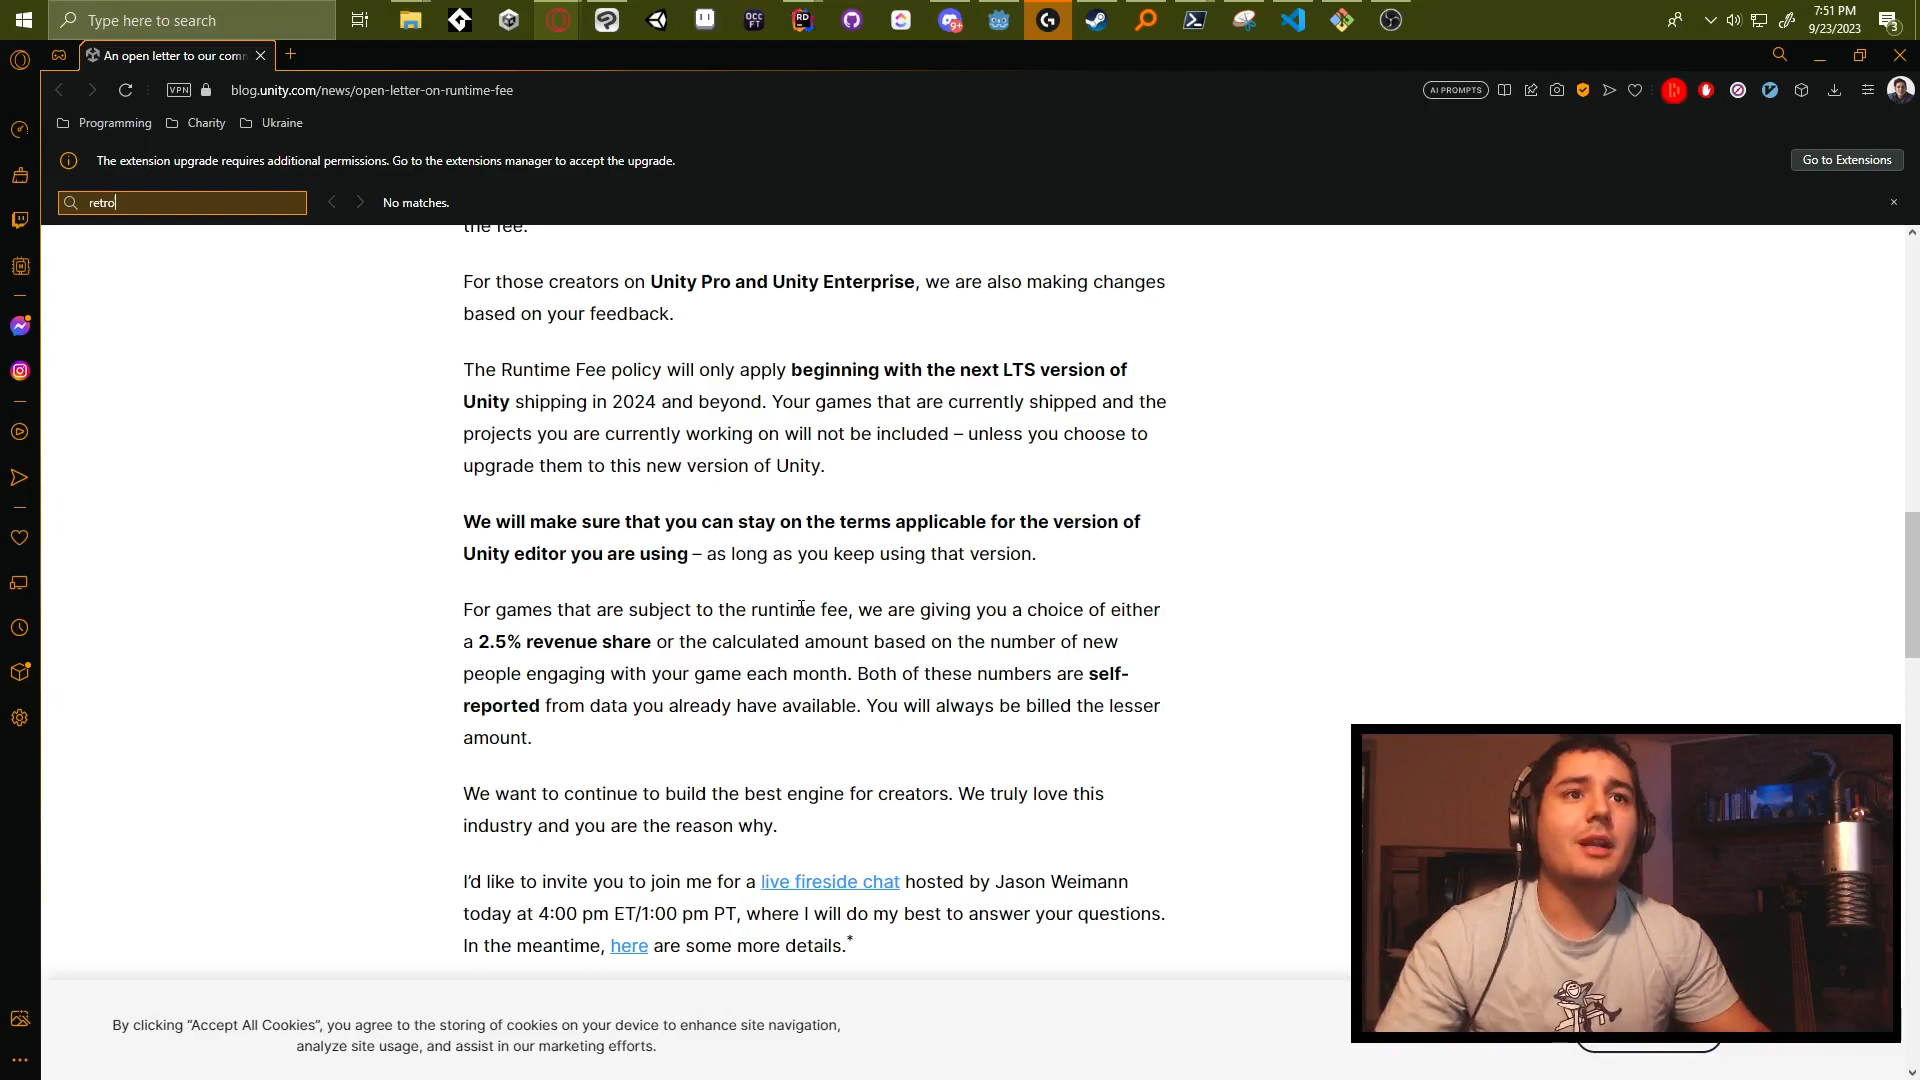 Type here to search
OCC
FT
RD
9+
7:51 PM
9/23/2023
3
An open letter to our comm
VPN
blog.unity.com/news/open-letter-on-runtime-fee
AI PROMPTS
Programming
Charity
Ukraine
The extension upgrade requires additional permissions. Go to the extensions manager to accept the upgrade.
Go to Extensions
retro
No matches.
the fee.
For those creators on Unity Pro and Unity Enterprise, we are also making changes
based on your feedback.
The Runtime Fee policy will only apply beginning with the next LTS version of
Unity shipping in 2024 and beyond. Your games that are currently shipped and the
projects you are currently working on will not be included – unless you choose to
upgrade them to this new version of Unity.
We will make sure that you can stay on the terms applicable for the version of
Unity editor you are using – as long as you keep using that version.
For games that are subject to the runtime fee, we are giving you a choice of either
a 2.5% revenue share or the calculated amount based on the number of new
people engaging with your game each month. Both of these numbers are self-
reported from data you already have available. You will always be billed the lesser
amount.
We want to continue to build the best engine for creators. We truly love this
industry and you are the reason why.
I'd like to invite you to join me for a live fireside chat hosted by Jason Weimann
today at 4:00 pm ET/1:00 pm PT, where I will do my best to answer your questions.
In the meantime, here are some more details.*
By clicking “Accept All Cookies”, you agree to the storing of cookies on your device to enhance site navigation,
analyze site usage, and assist in our marketing efforts.